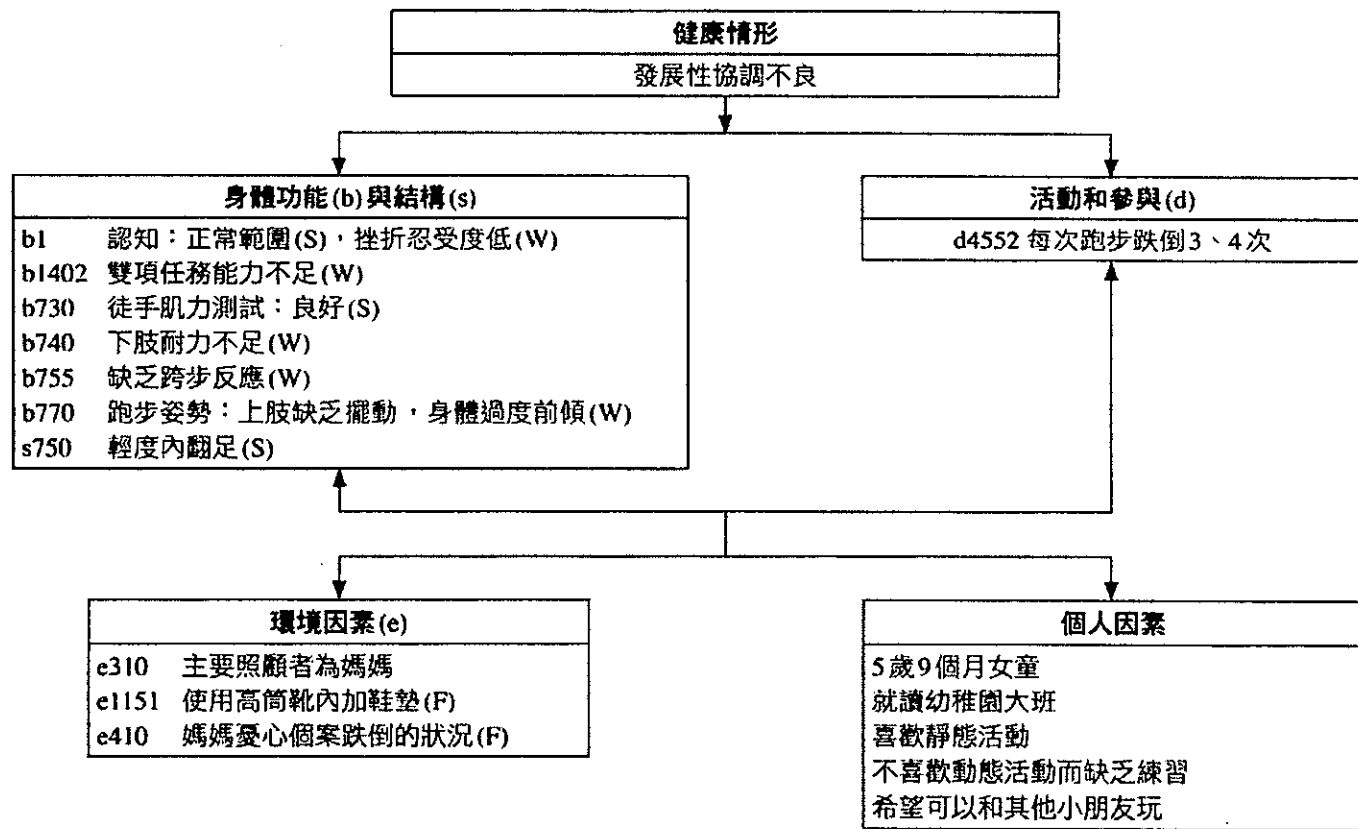 健康情形
發展性協調不良
身體功能(b)與結構(s)
b1 認知：正常範圍(S)，挫折忍受度低(W)
b1402 雙項任務能力不足(W)
b730 徒手肌力測試：良好(S)
b740 下肢耐力不足(W)
b755 缺乏跨步反應(W)
b770 跑步姿勢：上肢缺乏擺動，身體過度前傾(W)
s750 輕度內翻足(S)
活動和參與(d)
d4552 每次跑步跌倒3、4次
環境因素(e)
e310 主要照顧者為媽媽
e1151 使用高筒靴內加鞋墊(F)
e410 媽媽憂心個案跌倒的狀況(F)
個人因素
5歲9個月女童
就讀幼稚園大班
喜歡靜態活動
不喜歡動態活動而缺乏練習
希望可以和其他小朋友玩